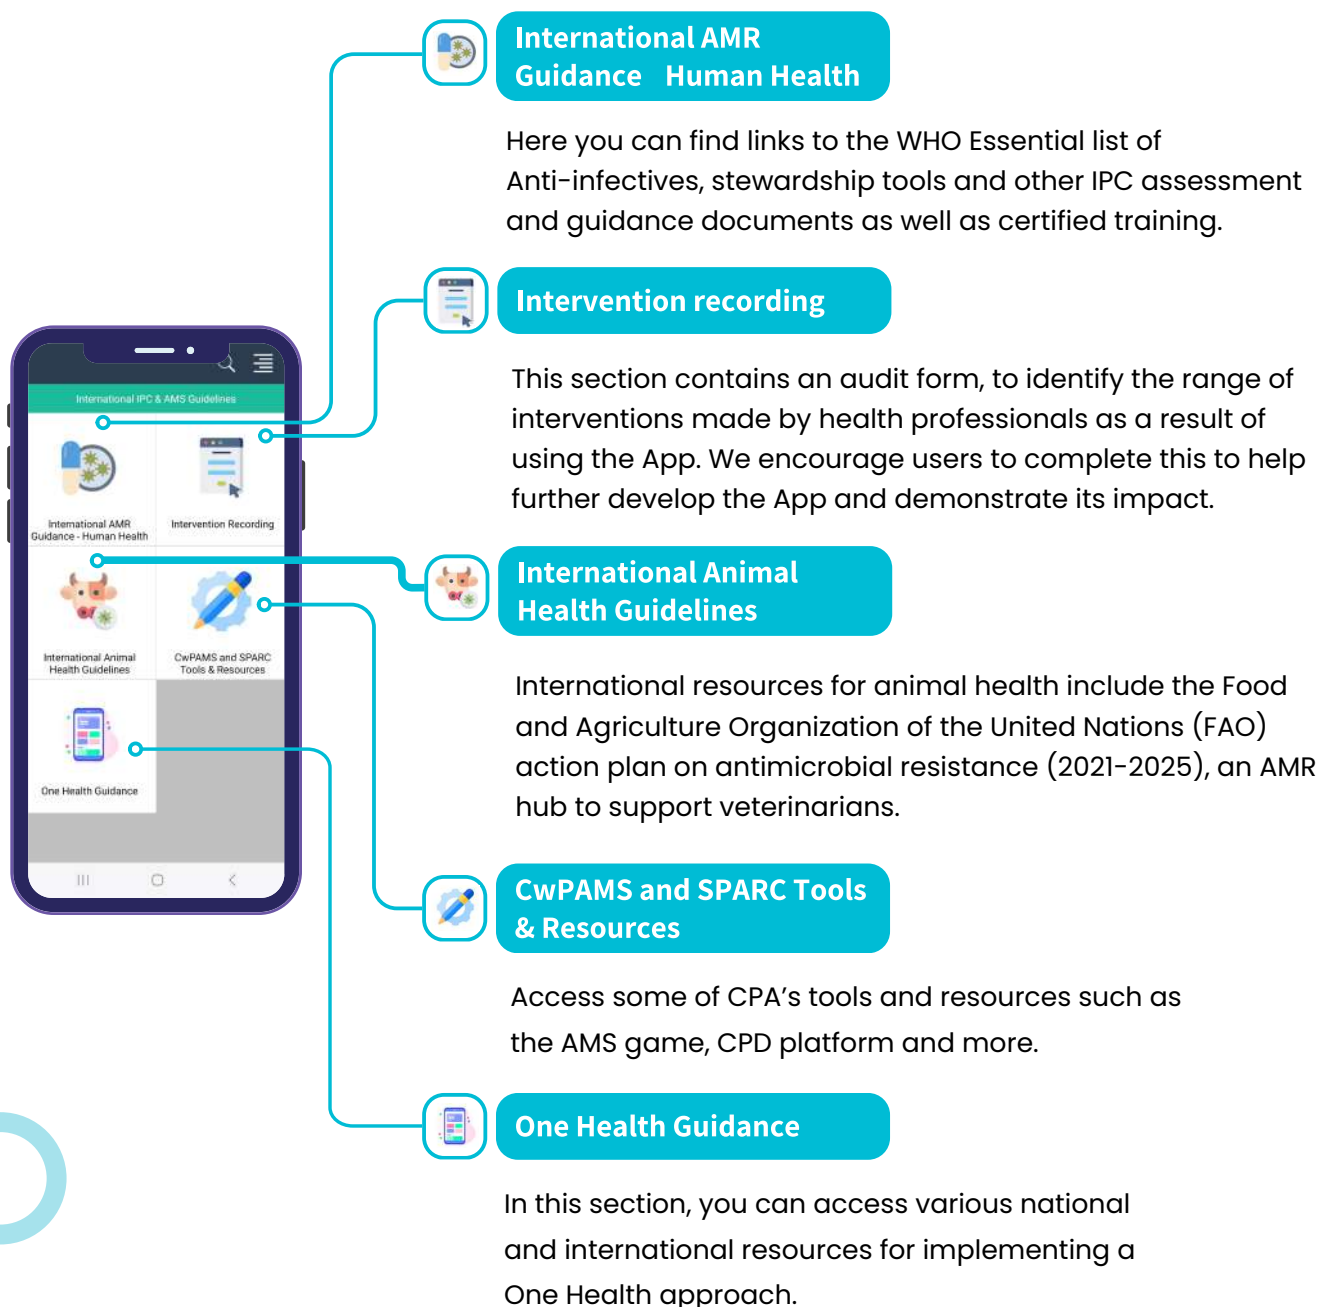 International AMR
Guidance Human Health
Here you can find links to the WHO Essential list of
Anti-infectives, stewardship tools and other IPC assessment
and guidance documents as well as certified training.
Intervention recording
This section contains an audit form, to identify the range of
interventions made by health professionals as a result of
using the App. We encourage users to complete this to help
further develop the App and demonstrate its impact.
International Animal
Health Guidelines
International resources for animal health include the Food
and Agriculture Organization of the United Nations (FAO)
action plan on antimicrobial resistance (2021-2025), an AMR
hub to support veterinarians.
CwPAMS and SPARC Tools
& Resources
Access some of CPA's tools and resources such as
the AMS game, CPD platform and more.
One Health Guidance
In this section, you can access various national
and international resources for implementing a
One Health approach.
International IPC & AMS Guidelines
International AMR
Guidance - Human Health
Intervention Recording
International Animal
Health Guidelines
CwPAMS and SPARC
Tools & Resources
One Health Guidance